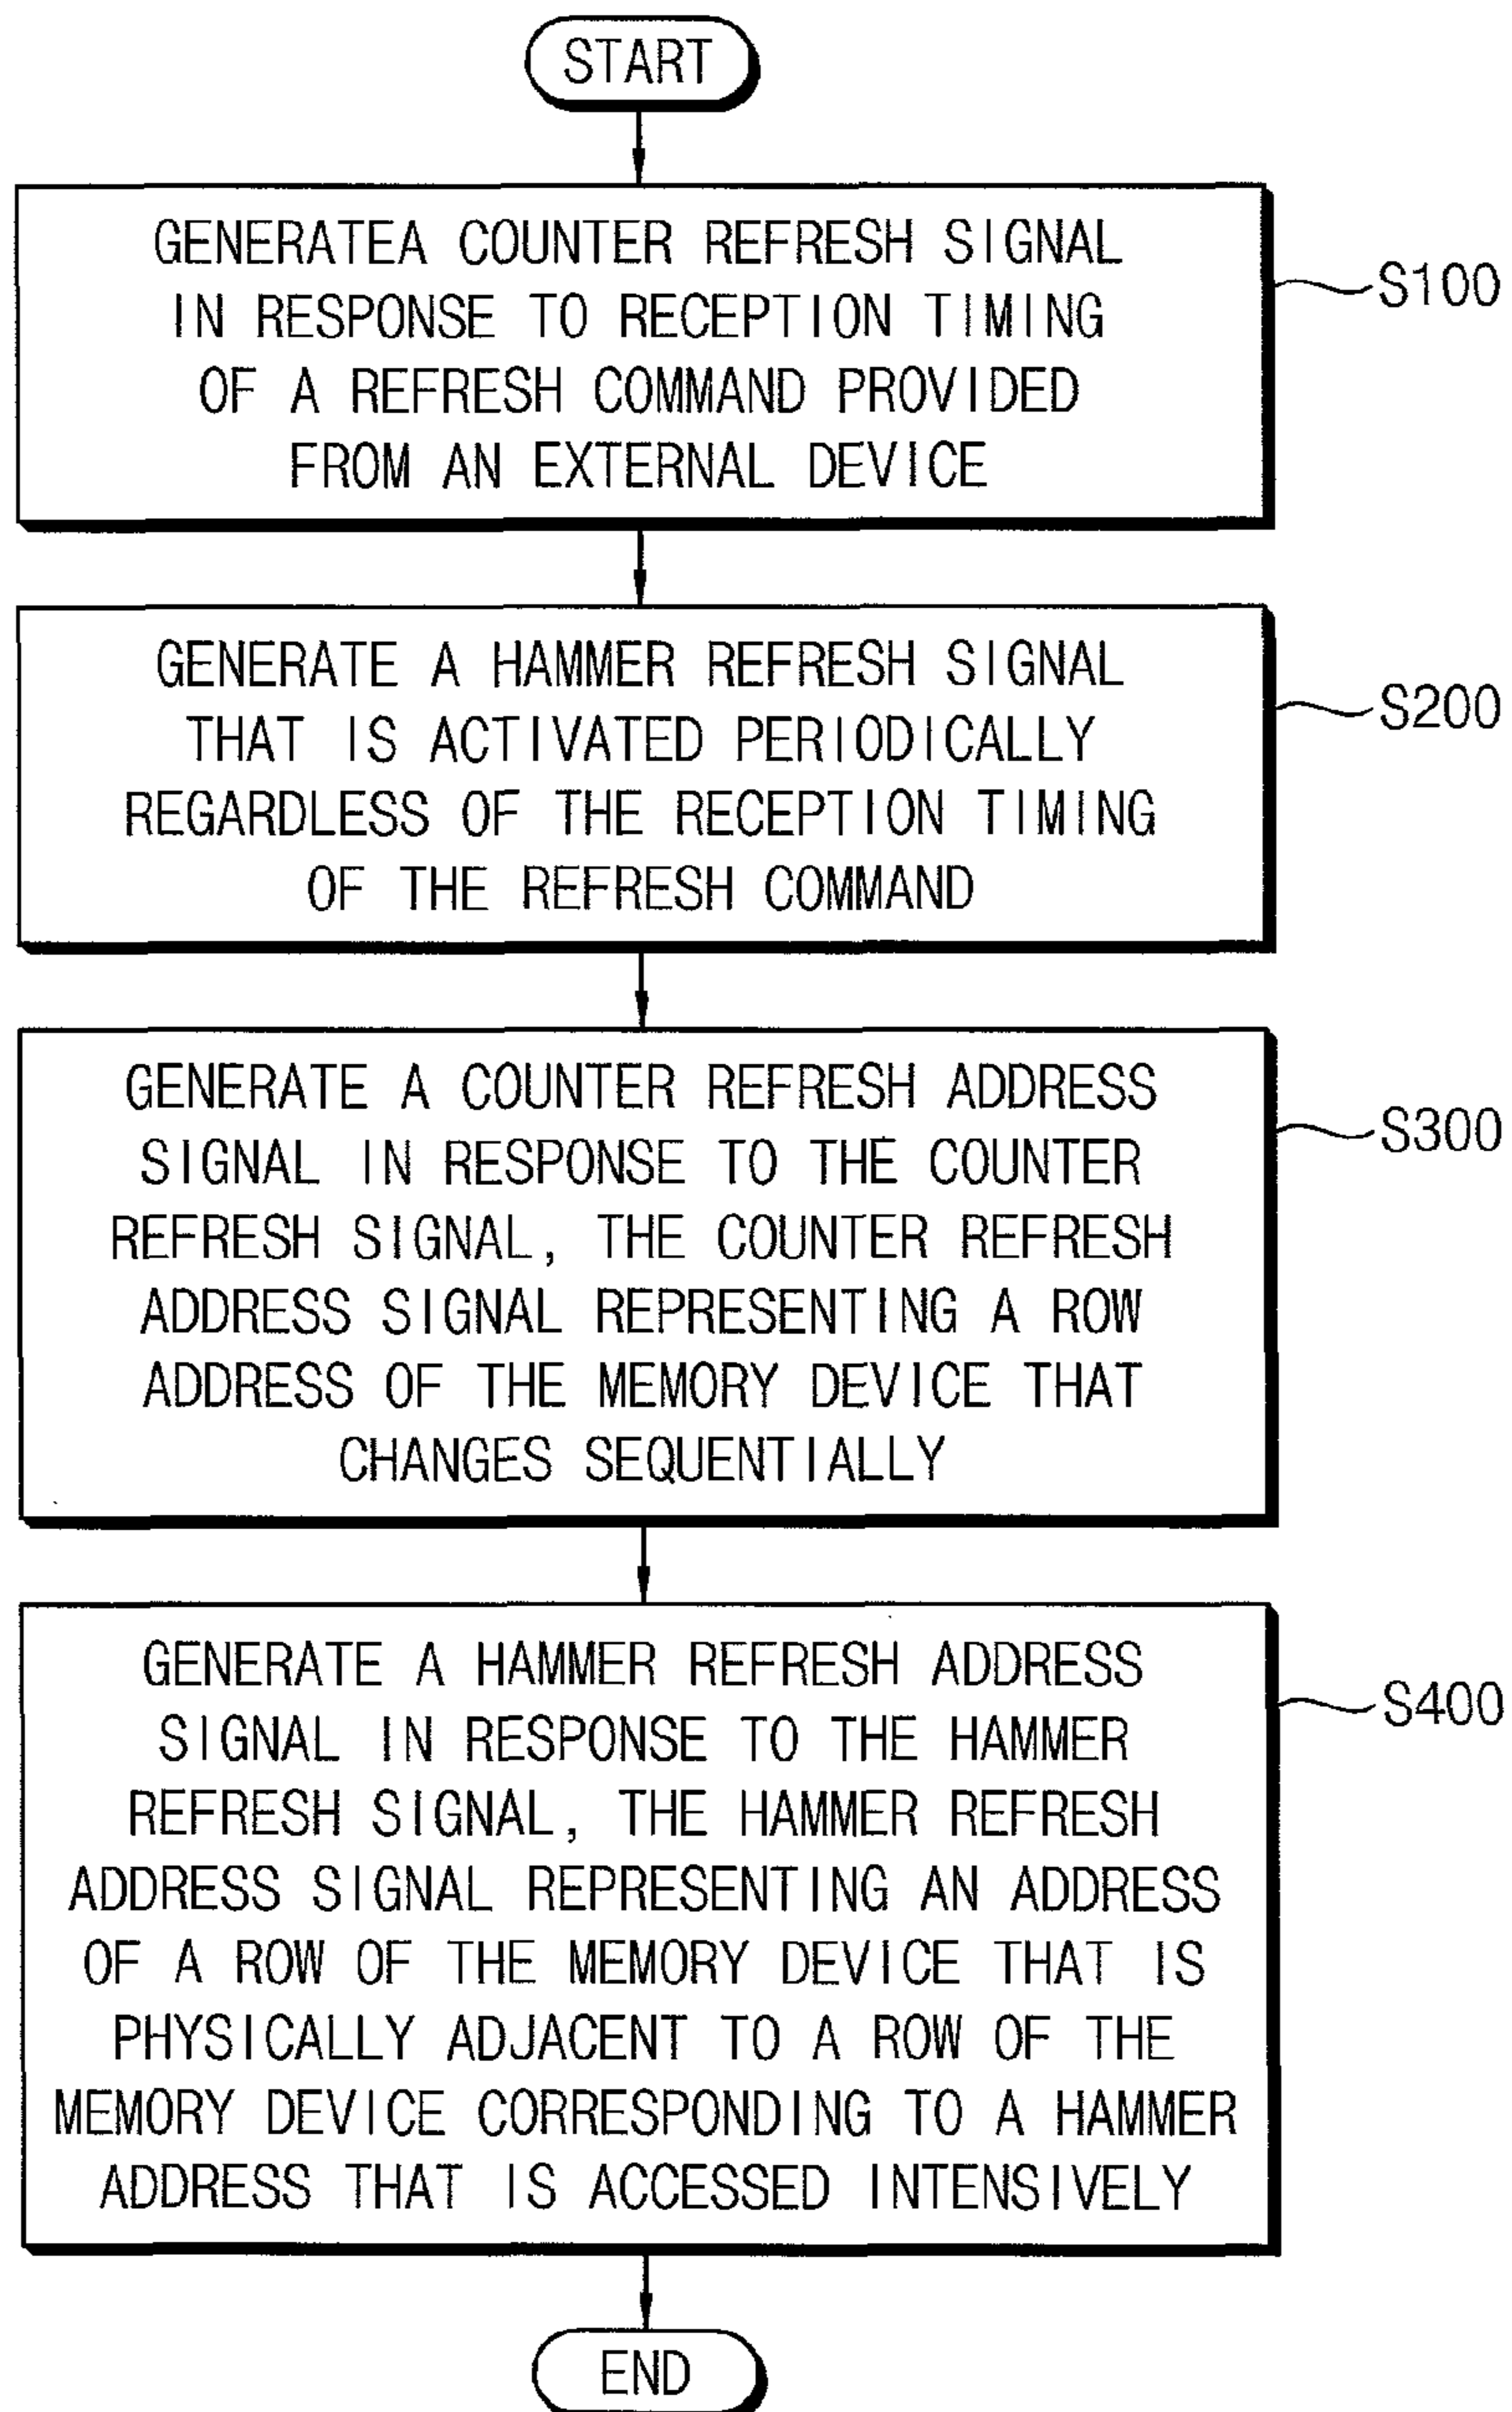 START
GENERATEA COUNTER REFRESH SIGNAL
IN RESPONSE TO RECEPTION TIMING
OF A REFRESH COMMAND PROVIDED
FROM AN EXTERNAL DEVICE
S100
GENERATE A HAMMER REFRESH SIGNAL
THAT IS ACTIVATED PERIODICALLY
REGARDLESS OF THE RECEPTION TIMING
OF THE REFRESH COMMAND
S200
GENERATE A COUNTER REFRESH ADDRESS
SIGNAL IN RESPONSE TO THE COUNTER
REFRESH SIGNAL, THE COUNTER REFRESH
ADDRESS SIGNAL REPRESENTING A ROW
ADDRESS OF THE MEMORY DEVICE THAT
CHANGES SEQUENTIALLY
S300
GENERATE A HAMMER REFRESH ADDRESS
SIGNAL IN RESPONSE TO THE HAMMER
REFRESH SIGNAL, THE HAMMER REFRESH
ADDRESS SIGNAL REPRESENTING AN ADDRESS
OF A ROW OF THE MEMORY DEVICE THAT IS
PHYSICALLY ADJACENT TO A ROW OF THE
MEMORY DEVICE CORRESPONDING TO A HAMMER
ADDRESS THAT IS ACCESSED INTENSIVELY
S400
END